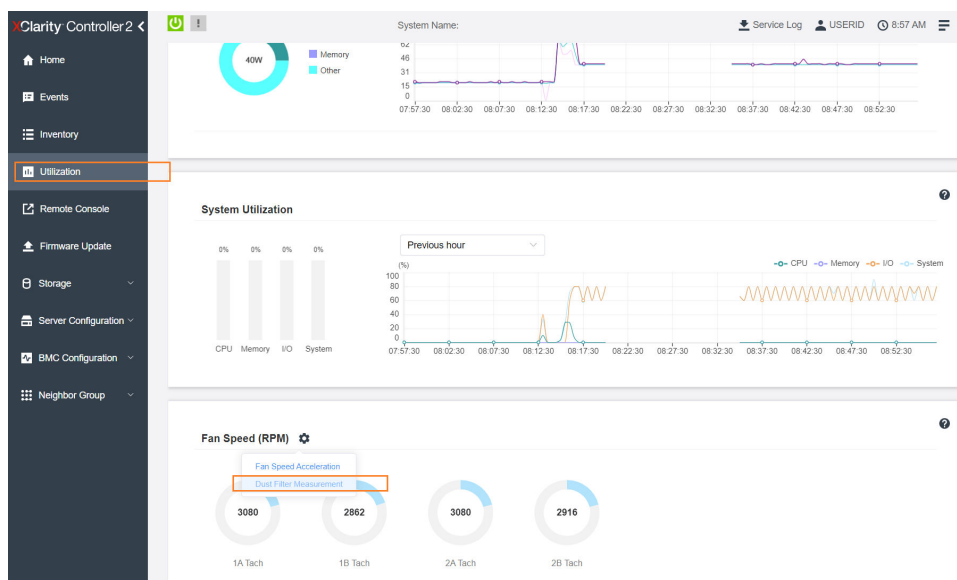 XClarity Controller2
System Name:
Service Log
USERID
8:57 AM
Home
Events
Inventory
Utilization
Remote Console
Firmware Update
Storage
Server Configuration
BMC Configuration
Neighbor Group
40W
Memory
Other
62
46
31
15
0
07:57:30 08:02:30 08:07:30 08:12:30 08:17:30 08:22:30 08:27:30 08:32:30 08:37:30 08:42:30 08:47:30 08:52:30
System Utilization
0% 0% 0% 0%
CPU Memory I/O System
Previous hour
(%)
CPU Memory I/O System
100
80
60
40
20
0
07:57:30 08:02:30 08:07:30 08:12:30 08:17:30 08:22:30 08:27:30 08:32:30 08:37:30 08:42:30 08:47:30 08:52:30
Fan Speed (RPM)
Fan Speed Acceleration
Dust Filter Measurement
3080 2862 3080 2916
1A Tach 1B Tach 2A Tach 2B Tach